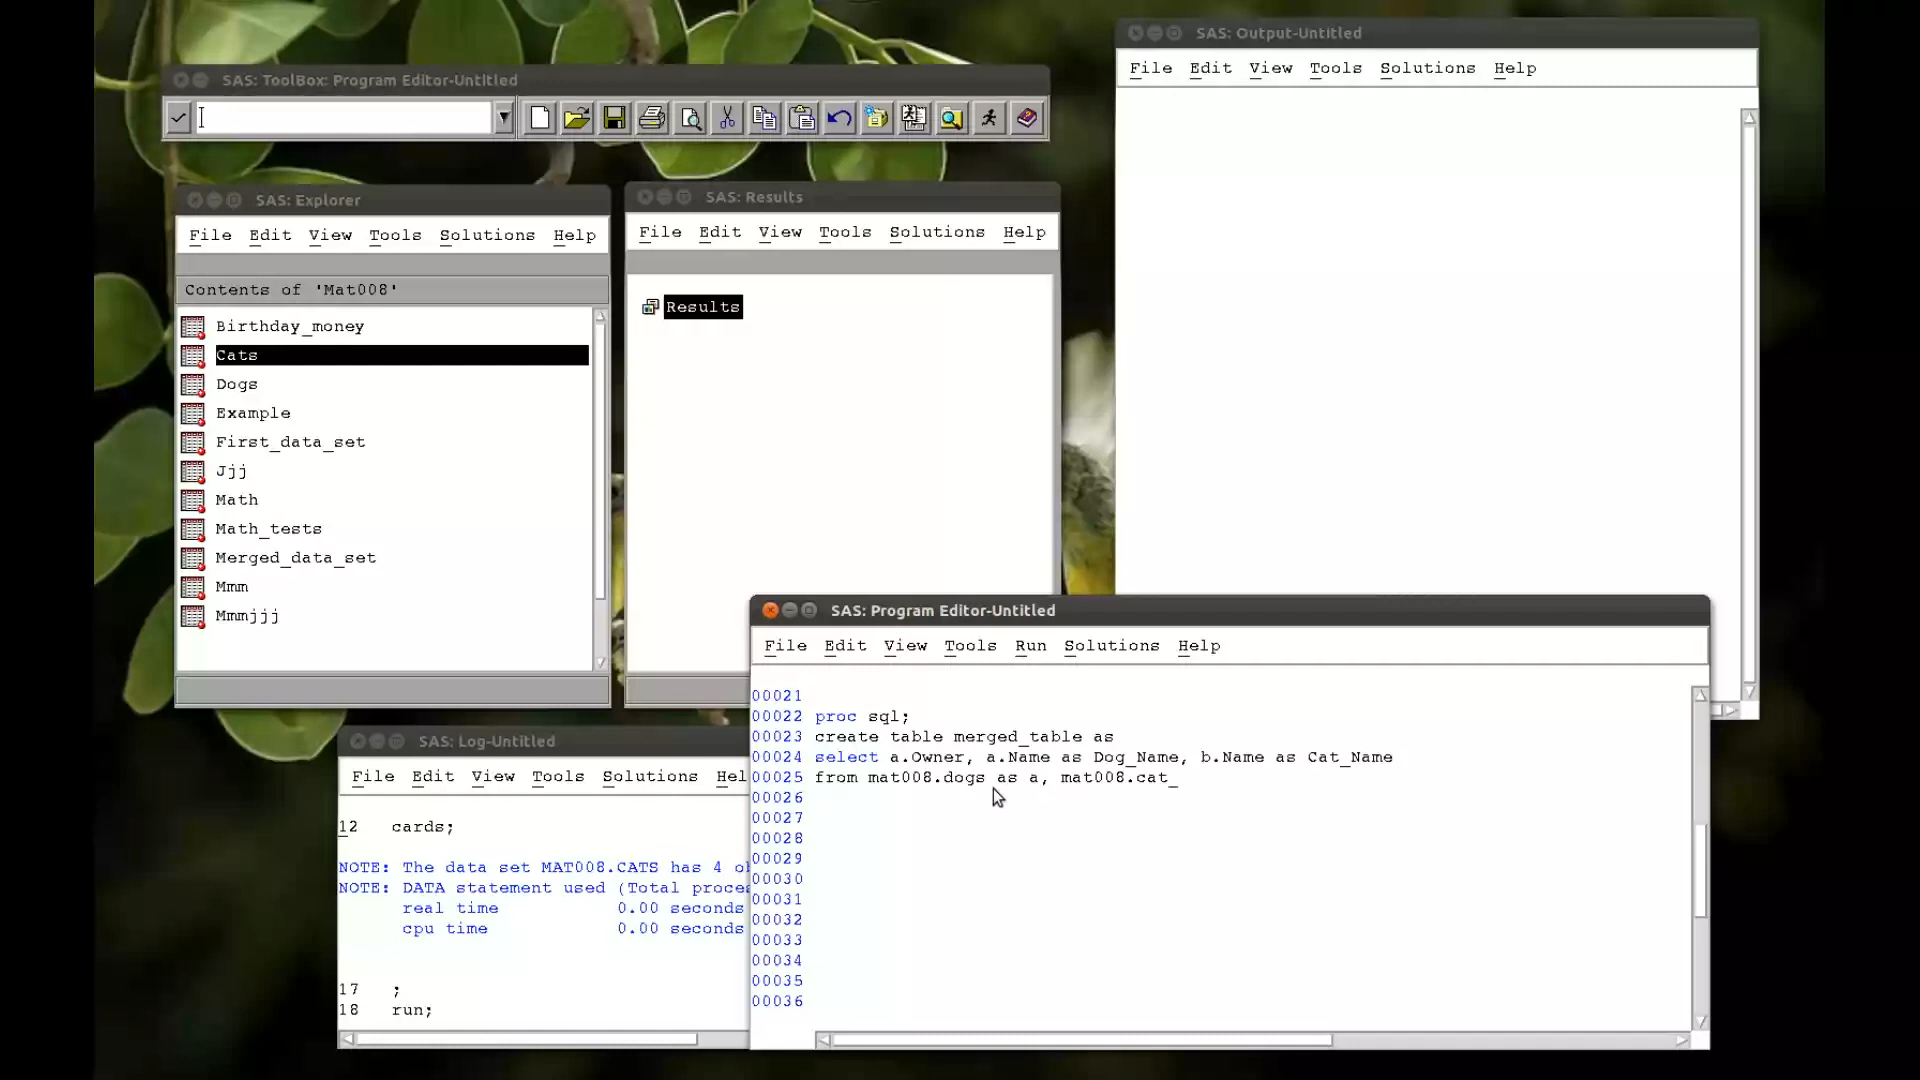 SAS: ToolBox: Program Editor-Untitled
SAS: Output-Untitled
File Edit View Tools Solutions Help
SAS: Explorer
File Edit View Tools Solutions Help
Contents of 'Mat008'
Birthday_money
Cats
Dogs
Example
First_data_set
Jjj
Math
Math_tests
Merged_data_set
Mmm
Mmmjjj
SAS: Results
File Edit View Tools Solutions Help
Results
SAS: Log-Untitled
File Edit View Tools Solutions Hel
12 cards;
NOTE: The data set MAT008.CATS has 4 ob
NOTE: DATA statement used (Total proces
real time 0.00 seconds
cpu time 0.00 seconds
17 ;
18 run;
SAS: Program Editor-Untitled
File Edit View Tools Run Solutions Help
00021
00022 proc sql;
00023 create table merged_table as
00024 select a.Owner, a.Name as Dog_Name, b.Name as Cat_Name
00025 from mat008.dogs as a, mat008.cat_
00026
00027
00028
00029
00030
00031
00032
00033
00034
00035
00036